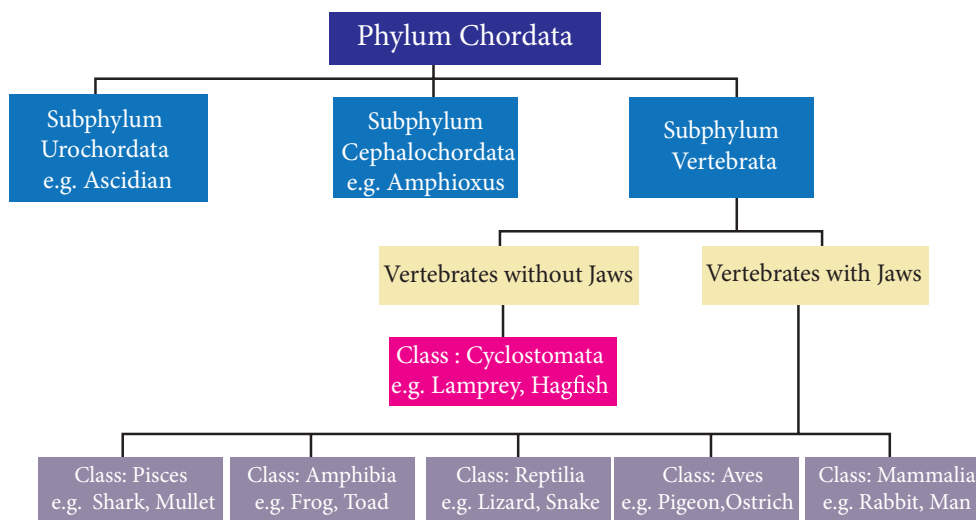 Phylum Chordata
Subphylum
Urochordata
e.g. Ascidian
Subphylum
Cephalochordata
e.g. Amphioxus
Subphylum
Vertebrata
Vertebrates without Jaws
Vertebrates with Jaws
Class : Cyclostomata
e.g. Lamprey, Hagfish
Class: Pisces
e.g. Shark, Mullet
Class: Amphibia
e.g. Frog, Toad
Class: Reptilia
e.g. Lizard, Snake
Class: Aves
e.g. Pigeon,Ostrich
Class: Mammalia
e.g. Rabbit, Man